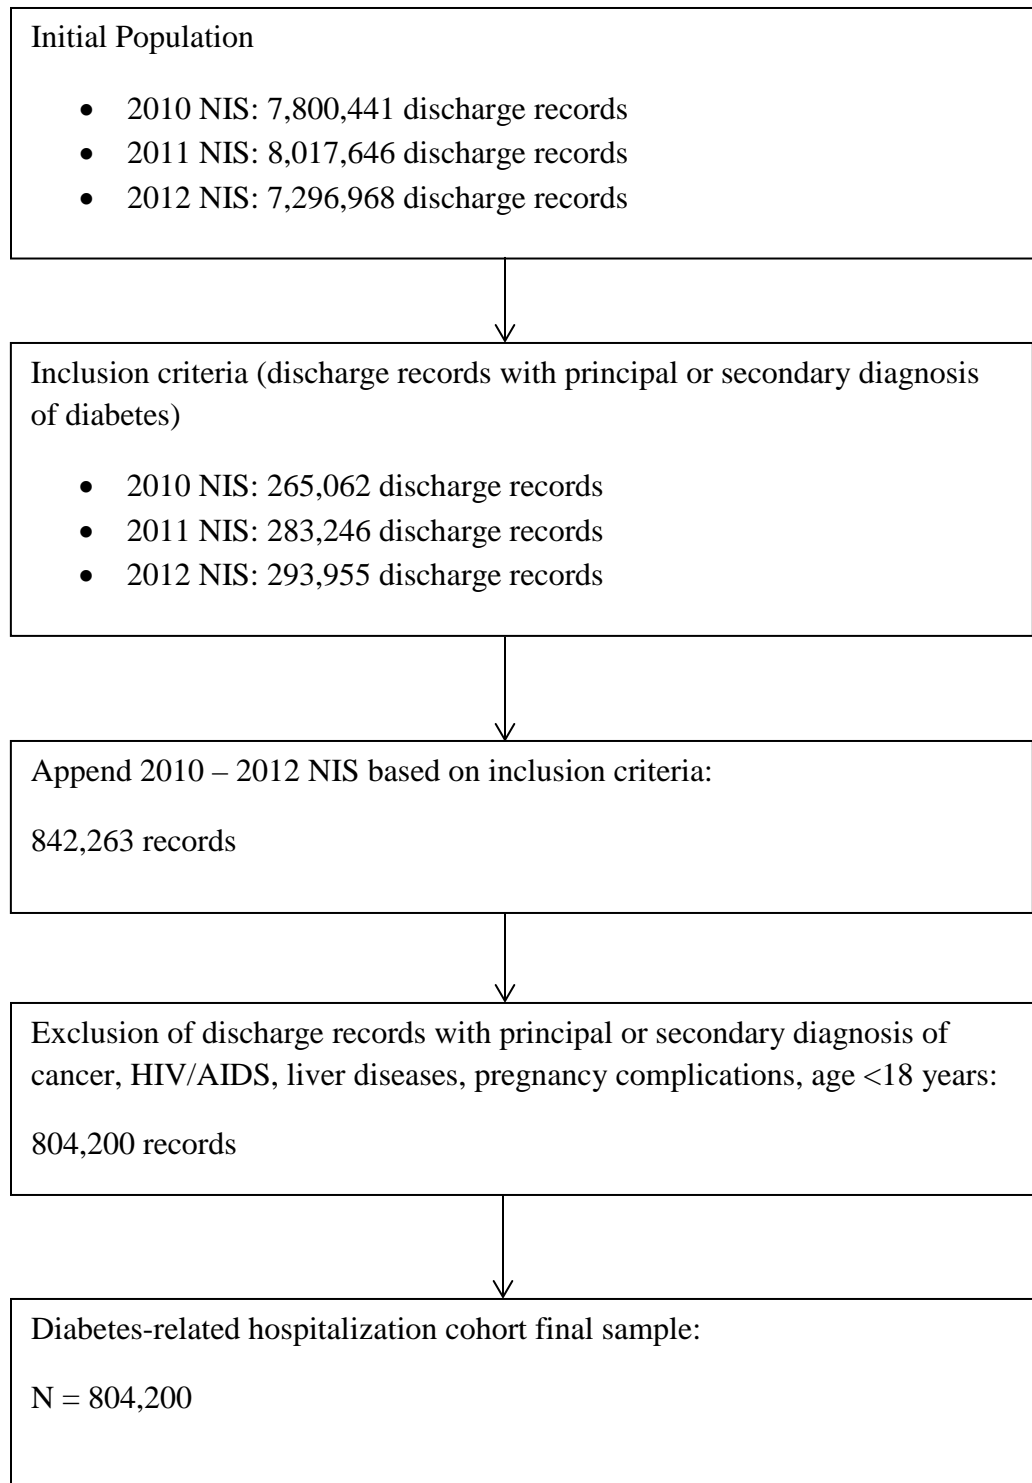 Initial Population
• 2010 NIS: 7,800,441 discharge records
• 2011 NIS: 8,017,646 discharge records
• 2012 NIS: 7,296,968 discharge records
Inclusion criteria (discharge records with principal or secondary diagnosis
of diabetes)
• 2010 NIS: 265,062 discharge records
• 2011 NIS: 283,246 discharge records
• 2012 NIS: 293,955 discharge records
Append 2010 – 2012 NIS based on inclusion criteria:
842,263 records
Exclusion of discharge records with principal or secondary diagnosis of
cancer, HIV/AIDS, liver diseases, pregnancy complications, age <18 years:
804,200 records
Diabetes-related hospitalization cohort final sample:
N = 804,200